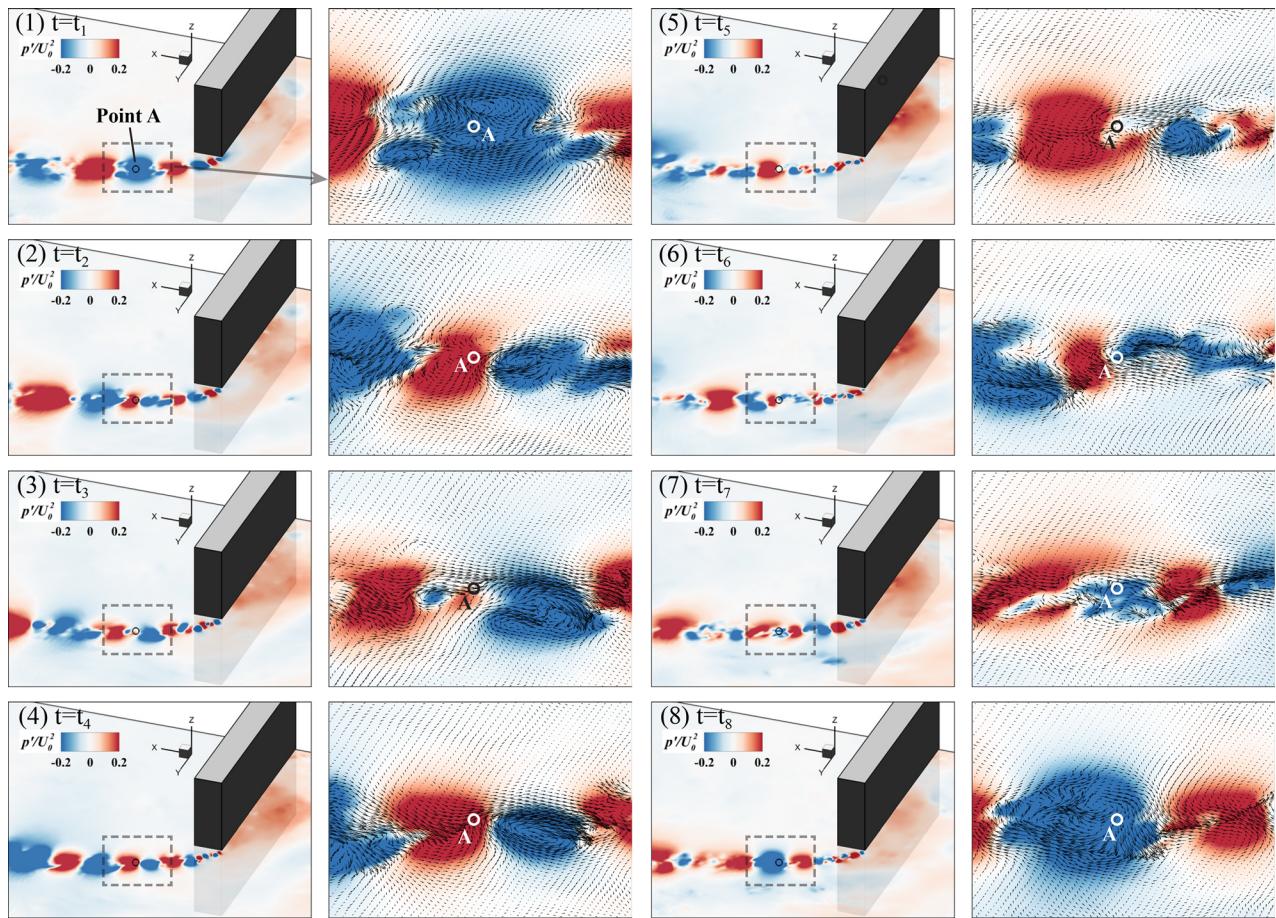 (1) t=t₁
p'/U₀²
-0.2 0 0.2
Z
X
Y
Point A
A
(2) t=t₂
p'/U₀²
-0.2 0 0.2
Z
X
Y
A
(3) t=t₃
p'/U₀²
-0.2 0 0.2
Z
X
Y
A
(4) t=t₄
p'/U₀²
-0.2 0 0.2
Z
X
Y
A
(5) t=t₅
p'/U₀²
-0.2 0 0.2
Z
X
Y
A
(6) t=t₆
p'/U₀²
-0.2 0 0.2
Z
X
Y
A
(7) t=t₇
p'/U₀²
-0.2 0 0.2
Z
X
Y
A
(8) t=t₈
p'/U₀²
-0.2 0 0.2
Z
X
Y
A